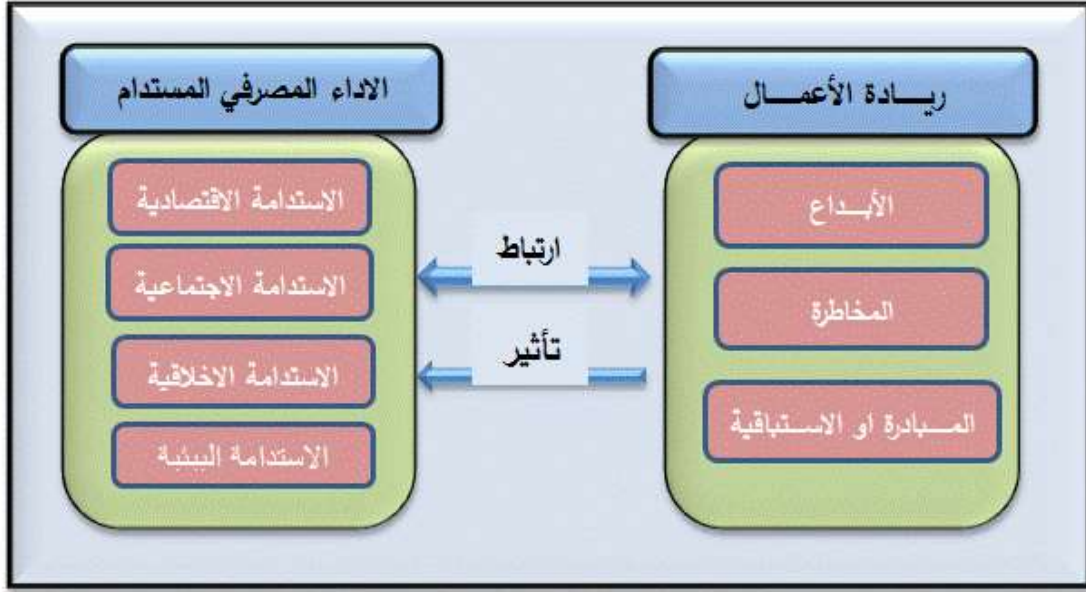 ريـــادة الأعمـــال
الأبــداع
المخاطرة
المـــبادرة او الاســـتباقية
ارتباط
تأثير
الاداء المصرفي المستدام
الاستدامة الاقتصادية
الاستدامة الاجتماعية
الاستدامة الاخلاقية
الاستدامة البيئية